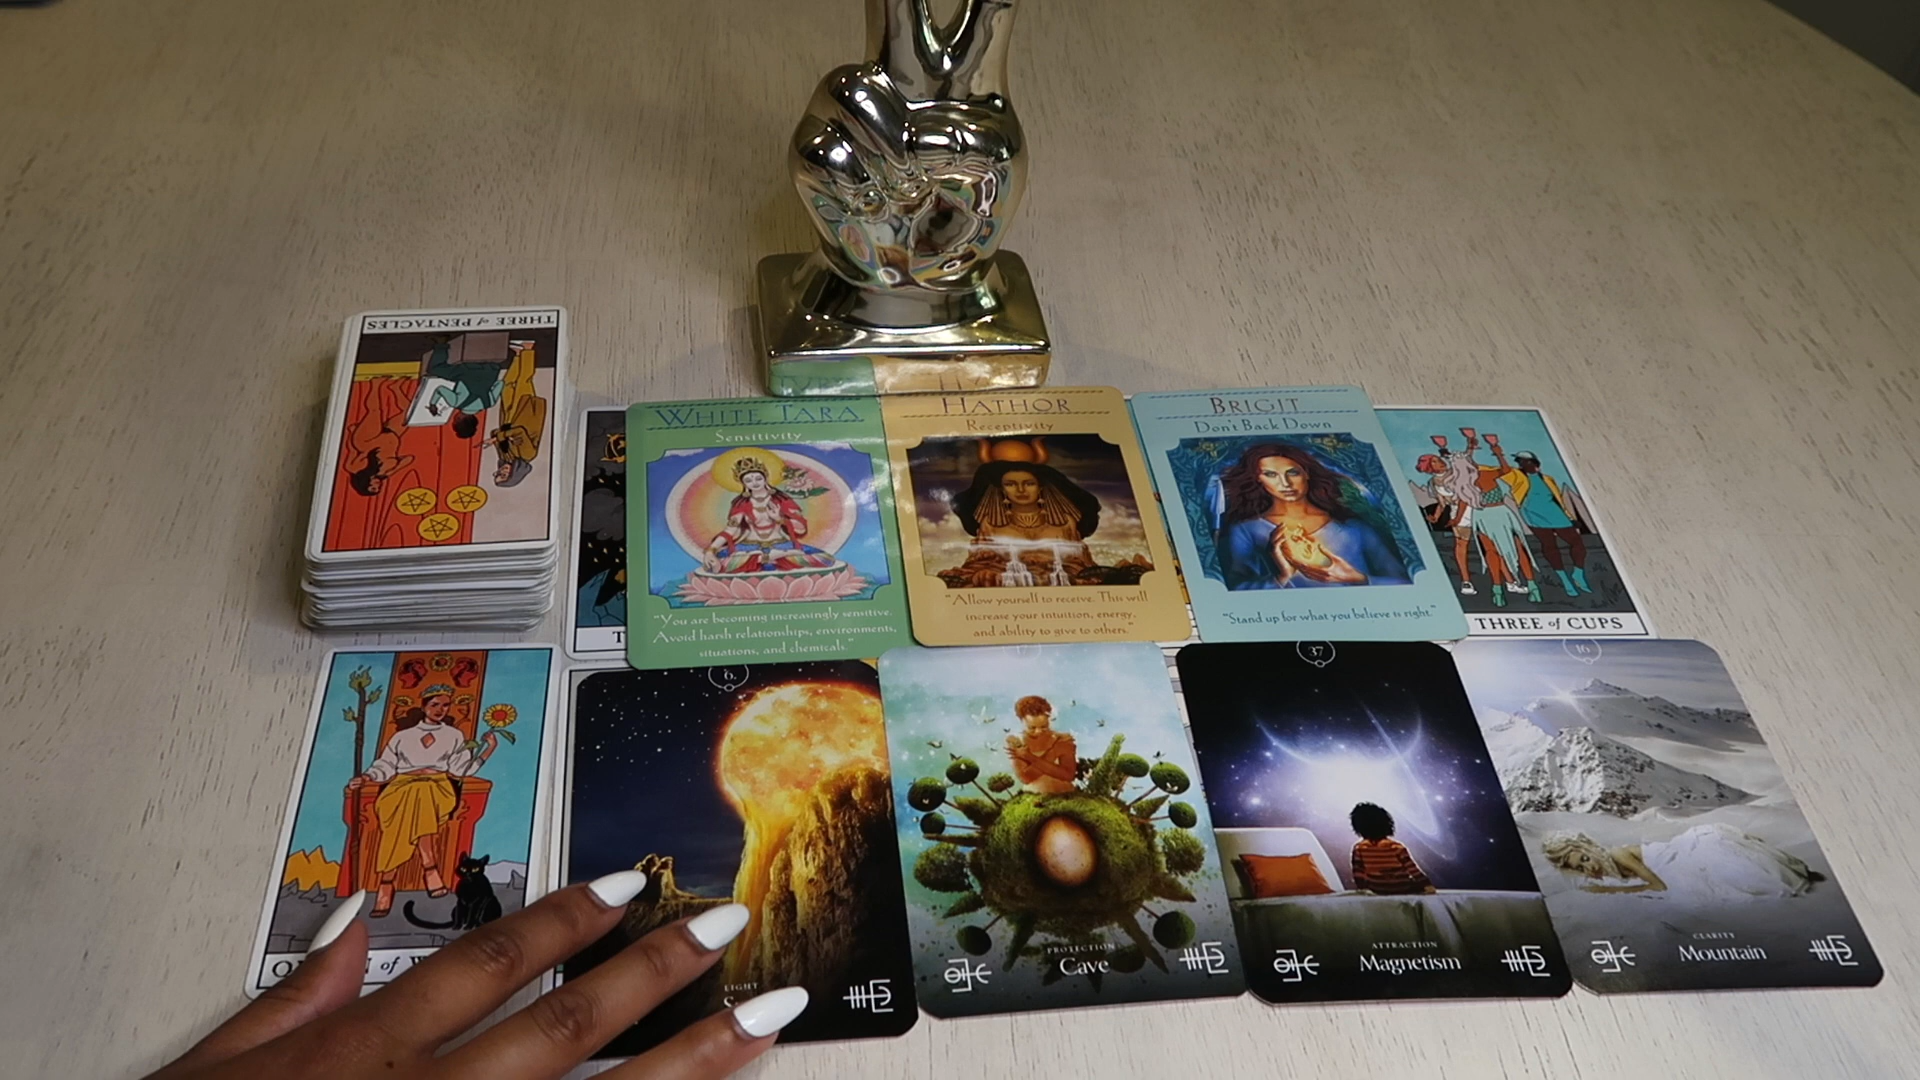 THREE of PENTACLES
WHITE TARA
Sensitivity
"You are becoming increasingly sensitive.
Avoid harsh relationships, environments,
situations, and chemicals."
HATHOR
Receptivity
"Allow yourself to receive. This will
increase your intuition, energy,
and ability to give to others."
BRIGIT
Don't Back Down
"Stand up for what you believe is right."
THREE of CUPS
of
LIGHT
PROTECTION
Cave
37
ATTRACTION
Magnetism
16
CLARITY
Mountain